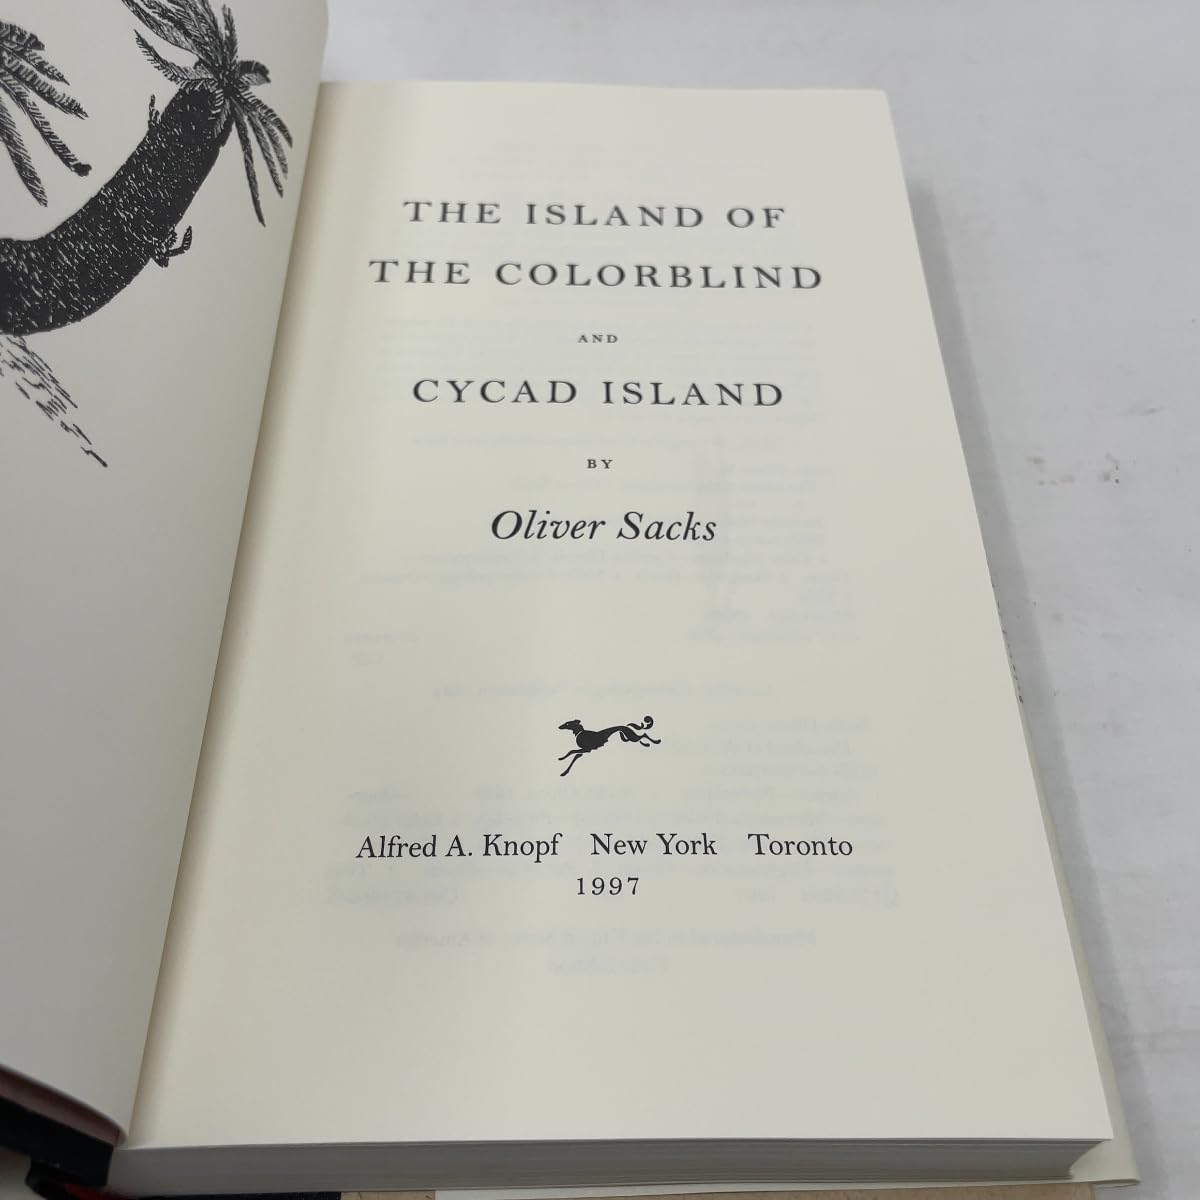 THE ISLAND OF
THE COLORBLIND
AND
CYCAD ISLAND
BY
Oliver Sacks
Alfred A. Knopf New York Toronto
1997